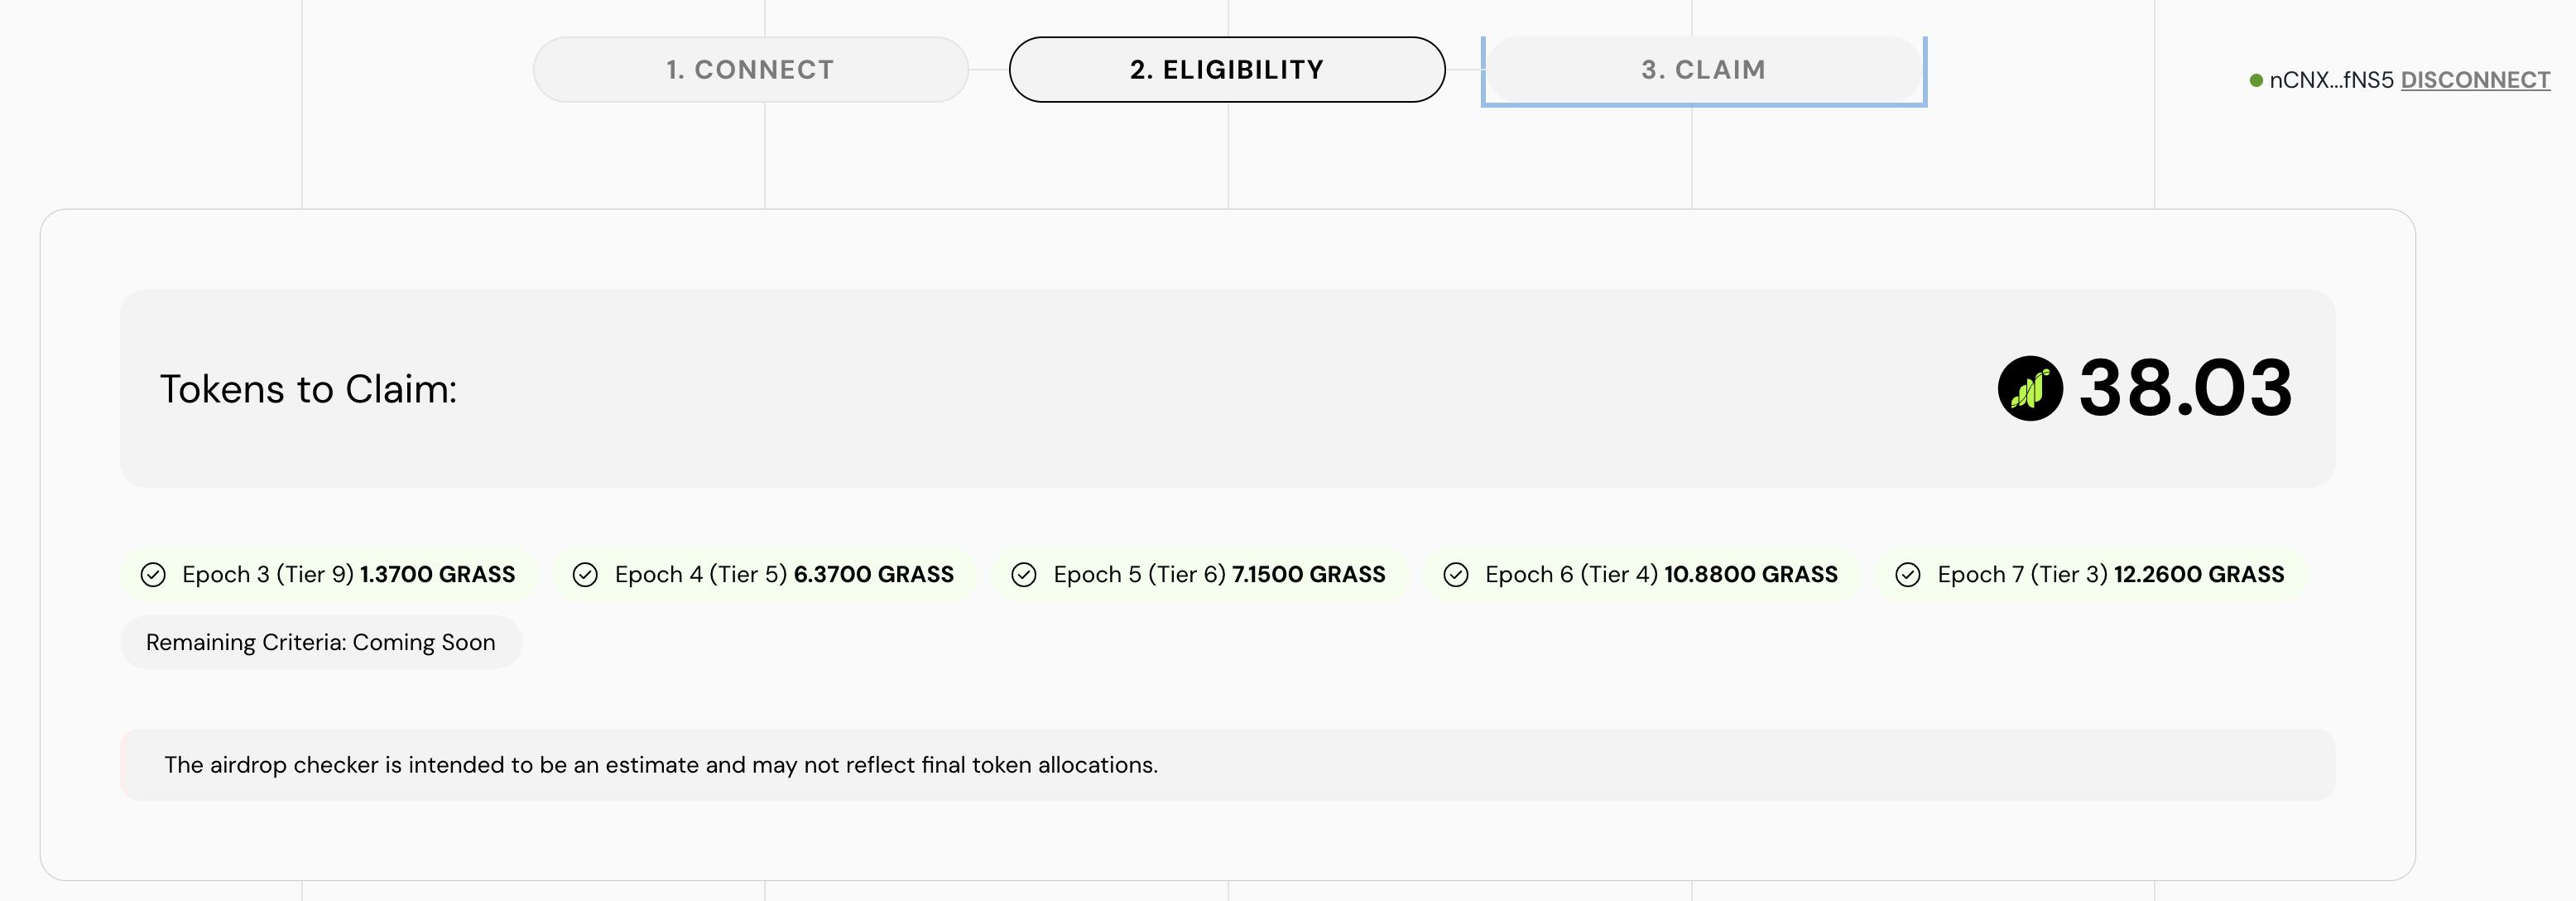 1. CONNECT
2. ELIGIBILITY
3. CLAIM
nCNX...fNS5 DISCONNECT
Tokens to Claim:
38.03
Epoch 3 (Tier 9) 1.3700 GRASS
Epoch 4 (Tier 5) 6.3700 GRASS
Epoch 5 (Tier 6) 7.1500 GRASS
Epoch 6 (Tier 4) 10.8800 GRASS
Epoch 7 (Tier 3) 12.2600 GRASS
Remaining Criteria: Coming Soon
The airdrop checker is intended to be an estimate and may not reflect final token allocations.